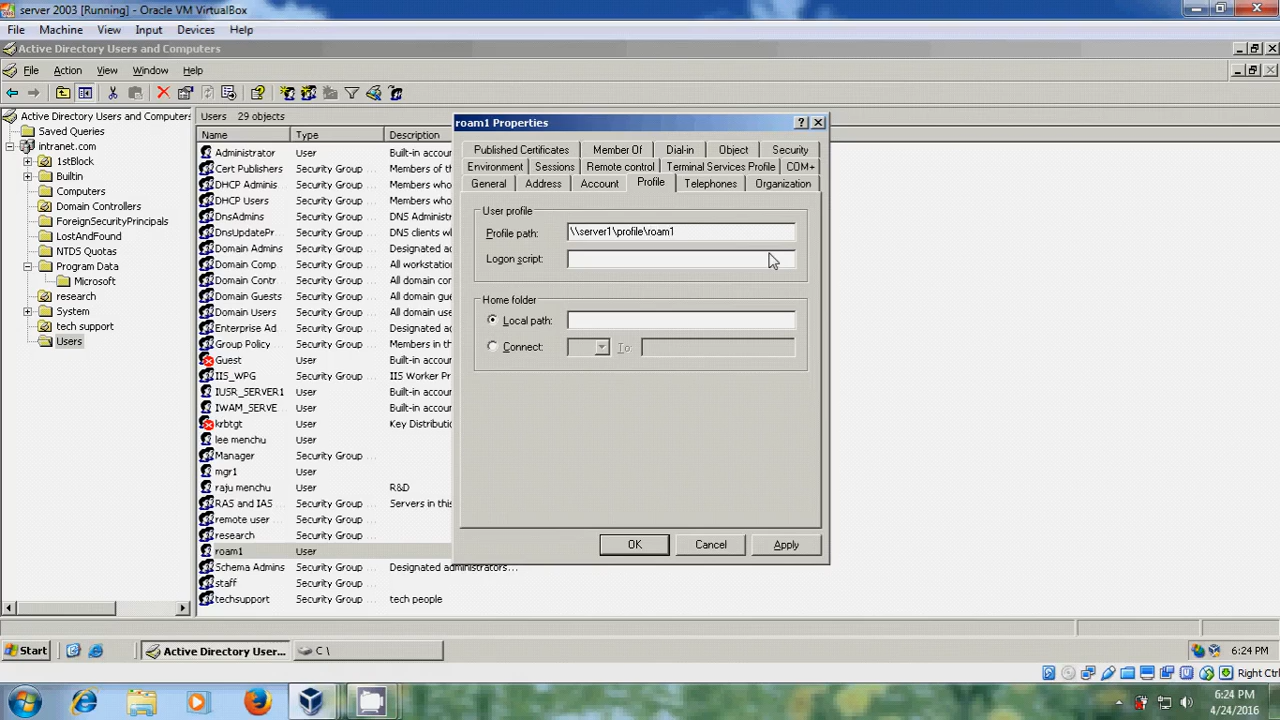 server 2003 [Running] - Oracle VM VirtualBox
File Machine View Input Devices Help
Active Directory Users and Computers
File Action View Window Help
Active Directory Users and Computers
Saved Queries
intranet.com
1stBlock
Builtin
Computers
Domain Controllers
ForeignSecurityPrincipals
LostAndFound
NTDS Quotas
Program Data
Microsoft
research
System
tech support
Users
Users 29 objects
Name Type Description
Administrator User Built-in accou
Cert Publishers Security Group ... Members of th
DHCP Adminis Security Group ... Members who
DHCP Users Security Group ... Members who
DnsAdmins Security Group ... DNS Administr
DnsUpdatePr Security Group ... DNS clients wh
Domain Admins Security Group ... Designated ad
Domain Comp Security Group ... All workstation
Domain Contr Security Group ... All domain con
Domain Guests Security Group ... All domain gue
Domain Users Security Group ... All domain use
Enterprise Ad Security Group ... Designated ad
Group Policy Security Group ... Members in thi
Guest User Built-in accou
IIS_WPG Security Group ... IIS Worker Pr
IUSR_SERVER1 User Built-in accou
IWAM_SERVE User Built-in accou
krbtgt User Key Distributio
lee menchu User
Manager Security Group ...
mgr1 User
raju menchu User R&D
RAS and IAS Security Group ... Servers in this
remote user Security Group ...
research Security Group ...
roam1 User
Schema Admins Security Group ... Designated administrators...
staff Security Group ...
techsupport Security Group ... tech people
roam1 Properties
Published Certificates Member Of Dial-in Object Security
Environment Sessions Remote control Terminal Services Profile COM+
General Address Account Profile Telephones Organization
User profile
Profile path: \\server1\profile\roam1
Logon script:
Home folder
Local path:
Connect: To:
OK Cancel Apply
Start Active Directory User... C:\ 6:24 PM
Right Ctrl
6:24 PM
4/24/2016